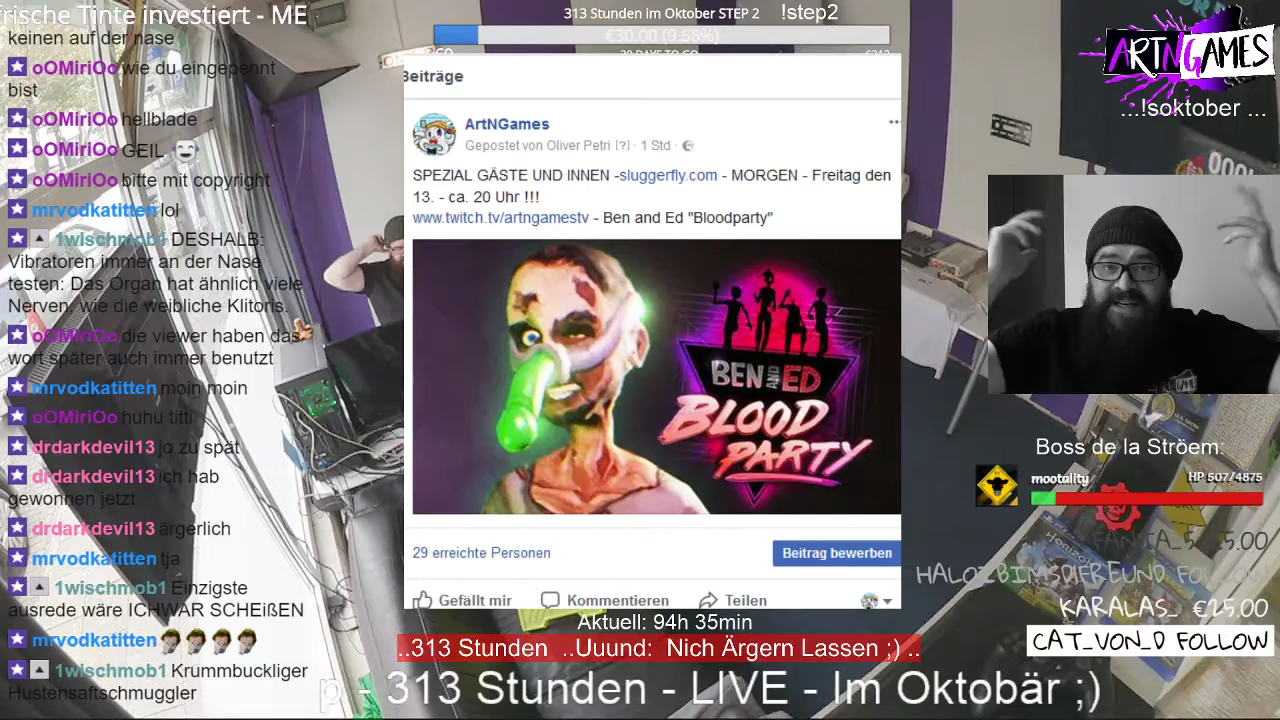 frische Tinte investiert - ME
keinen auf der nase
oOMiriOo wie du eingepennt
bist
oOMiriOo hellblade
oOMiriOo GEIL
oOMiriOo bitte mit copyright
mrvodkatitten lol
1wischmob1 DESHALB:
Vibratoren immer an der Nase
testen: Das Organ hat ähnlich viele
Nerven. wie die weibliche Klitoris.
oOMiriOo die viewer haben das
wort später auch immer benutzt
mrvodkatitten moin moin
oOMiriOo huhu titti
drdarkdevil13 jo zu spät
drdarkdevil13 ich hab
gewonnen jetzt
drdarkdevil13 ärgerlich
mrvodkatitten tja
1wischmob1 Einzigste
ausrede wäre ICH WAR SCHEißEN
mrvodkatitten
1wischmob1 Krummbuckliger
Hustensaftschmuggler
313 Stunden im Oktober STEP 2 !step2
€30.00 (9.58%)
Beiträge
ArtNGames
Gepostet von Oliver Petri [?] · 1 Std ·
SPEZIAL GÄSTE UND INNEN -sluggerfly.com - MORGEN - Freitag den
13. - ca. 20 Uhr !!!
www.twitch.tv/artngamestv - Ben and Ed "Bloodparty"
BEN AND ED
BLOOD
PARTY
29 erreichte Personen
Beitrag bewerben
Gefällt mir Kommentieren Teilen
Aktuell: 94h 35min
..313 Stunden ..Uuund: Nich Ärgern Lassen ;) ..
- 313 Stunden - LIVE - Im Oktobär ;)
ARTNGAMES
...!soktober ...
Boss de la Ströem:
mootality HP 507/4875
KARALAS_ €25.00
CAT_VON_D FOLLOW